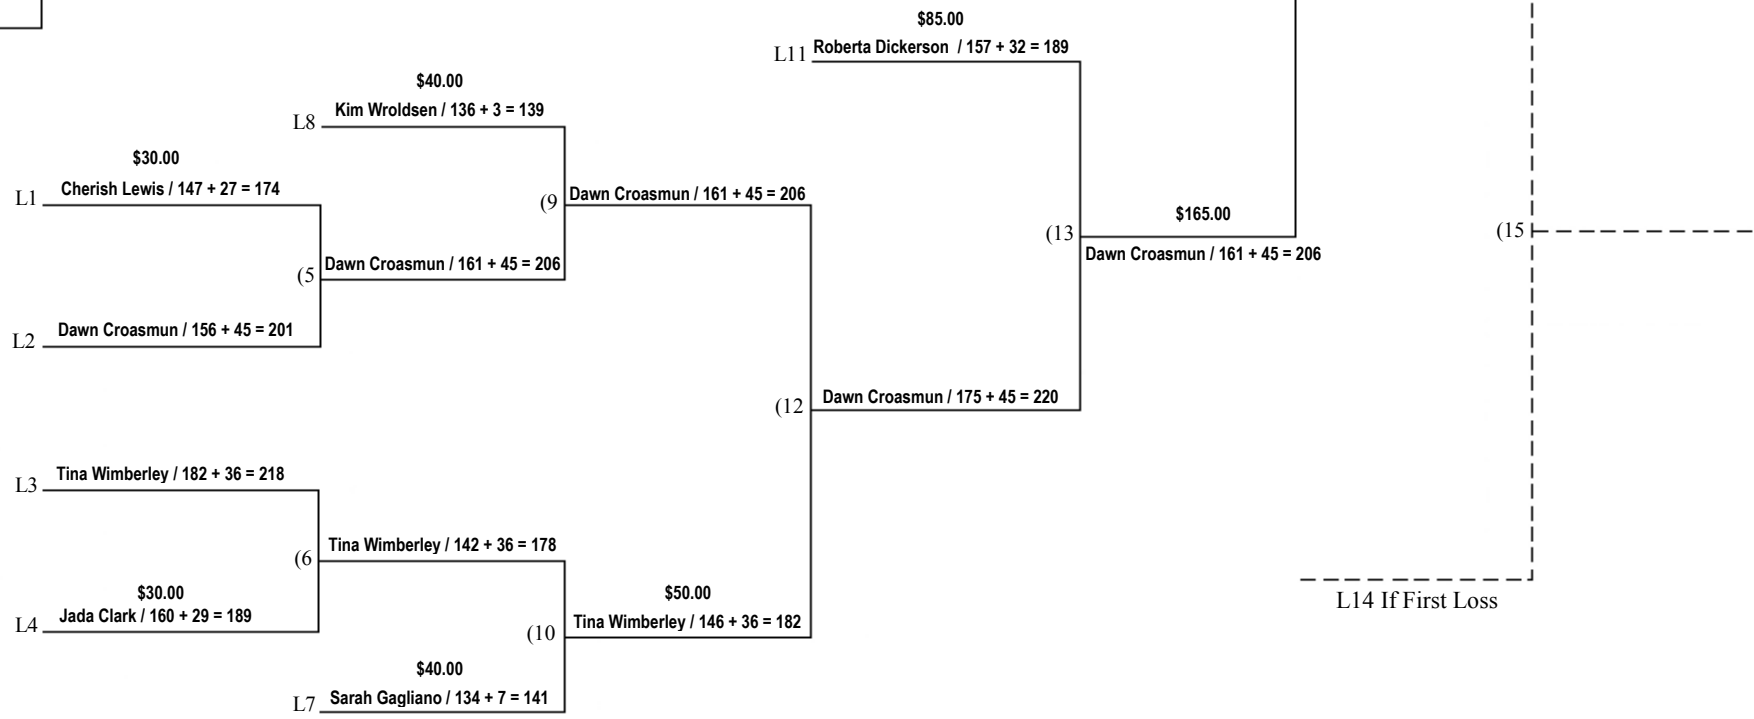 $85.00
L11 Roberta Dickerson / 157 + 32 = 189
$40.00
L8 Kim Wroldsen / 136 + 3 = 139
$30.00
L1 Cherish Lewis / 147 + 27 = 174
(9 Dawn Croasmun / 161 + 45 = 206
$165.00
(13
(15
Dawn Croasmun / 161 + 45 = 206
(5 Dawn Croasmun / 161 + 45 = 206
L2 Dawn Croasmun / 156 + 45 = 201
(12 Dawn Croasmun / 175 + 45 = 220
L3 Tina Wimberley / 182 + 36 = 218
(6 Tina Wimberley / 142 + 36 = 178
$30.00
L4 Jada Clark / 160 + 29 = 189
$50.00
(10 Tina Wimberley / 146 + 36 = 182
L14 If First Loss
$40.00
L7 Sarah Gagliano / 134 + 7 = 141